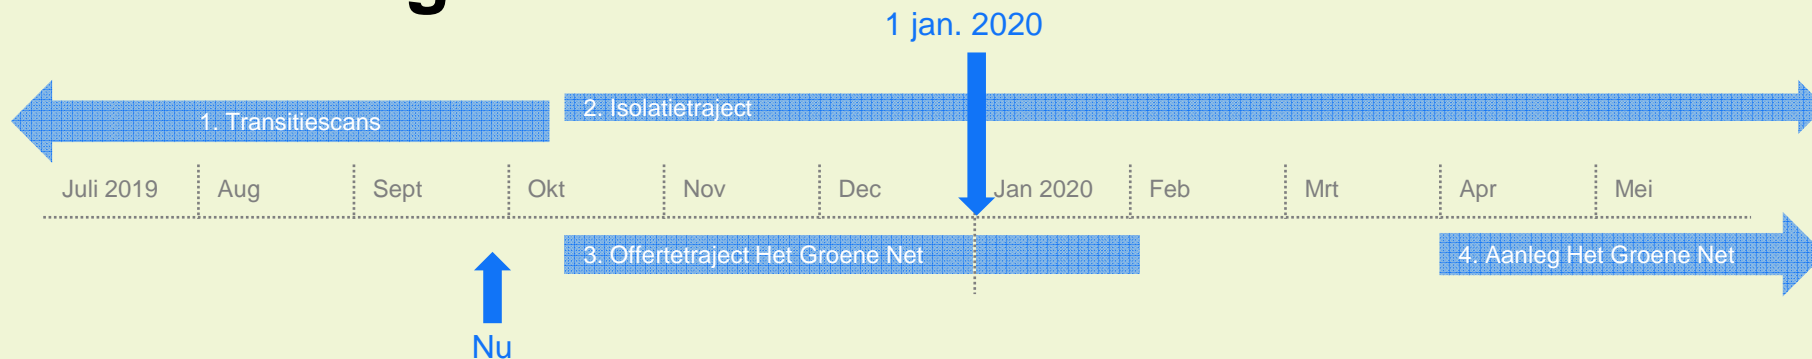 1 jan. 2020
1. Transitiescans
2. Isolatietraject
Juli 2019 Aug Sept Okt Nov Dec Jan 2020 Feb Mrt Apr Mei
3. Offertetraject Het Groene Net
4. Aanleg Het Groene Net
Nu